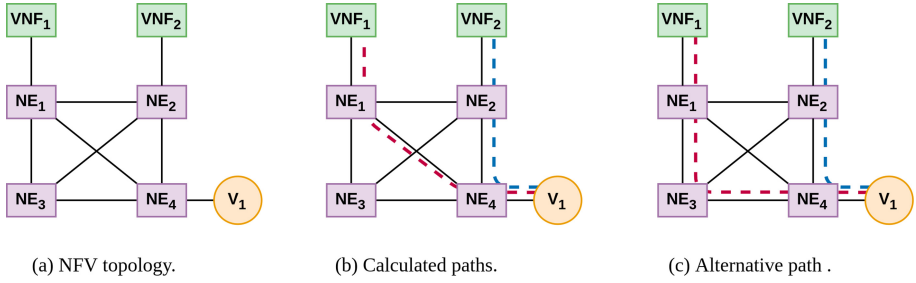 VNF1 VNF2 VNF1 VNF2 VNF1 VNF2
NE1 NE2 NE1 NE2 NE1 NE2
NE3 NE4 V1 NE3 NE4 V1 NE3 NE4 V1
(a) NFV topology. (b) Calculated paths. (c) Alternative path .